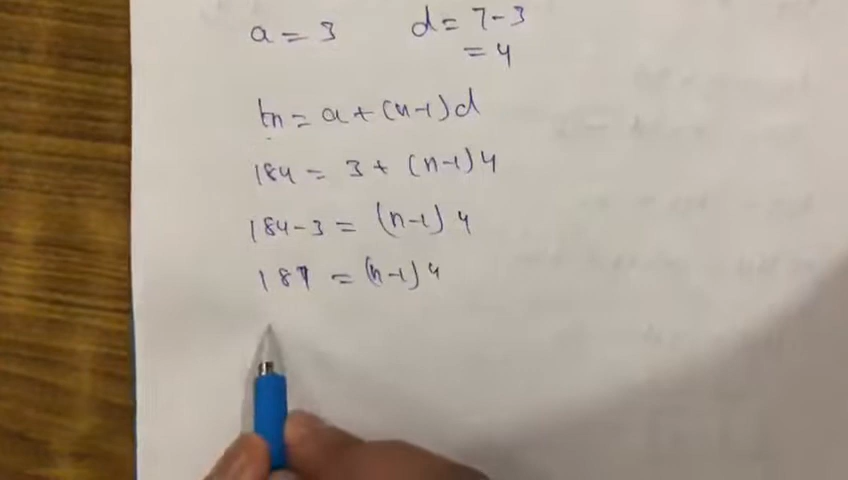 a = 3 d = 7-3
= 4
tn = a + (n-1)d
184 = 3 + (n-1)4
184-3 = (n-1) 4
187 = (n-1) 4